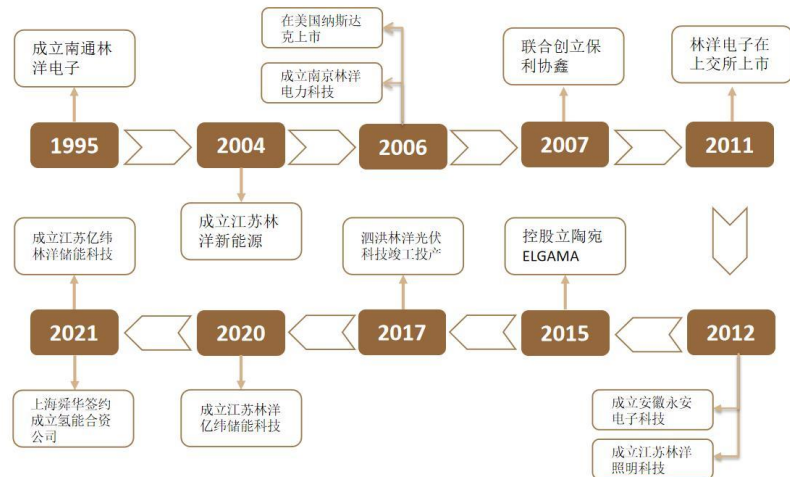 在美国纳斯达
克上市
成立南通林
洋电子
成立南京林洋
电力科技
联合创立保
利协鑫
林洋电子在
上交所上市
1995
2004
2006
2007
2011
成立江苏林
洋新能源
成立江苏亿纬
林洋储能科技
泗洪林洋光伏
科技竣工投产
控股立陶宛
ELGAMA
2021
2020
2017
2015
2012
上海舜华签约
成立氢能合资
公司
成立江苏林洋
亿纬储能科技
成立安徽永安
电子科技
成立江苏林洋
照明科技